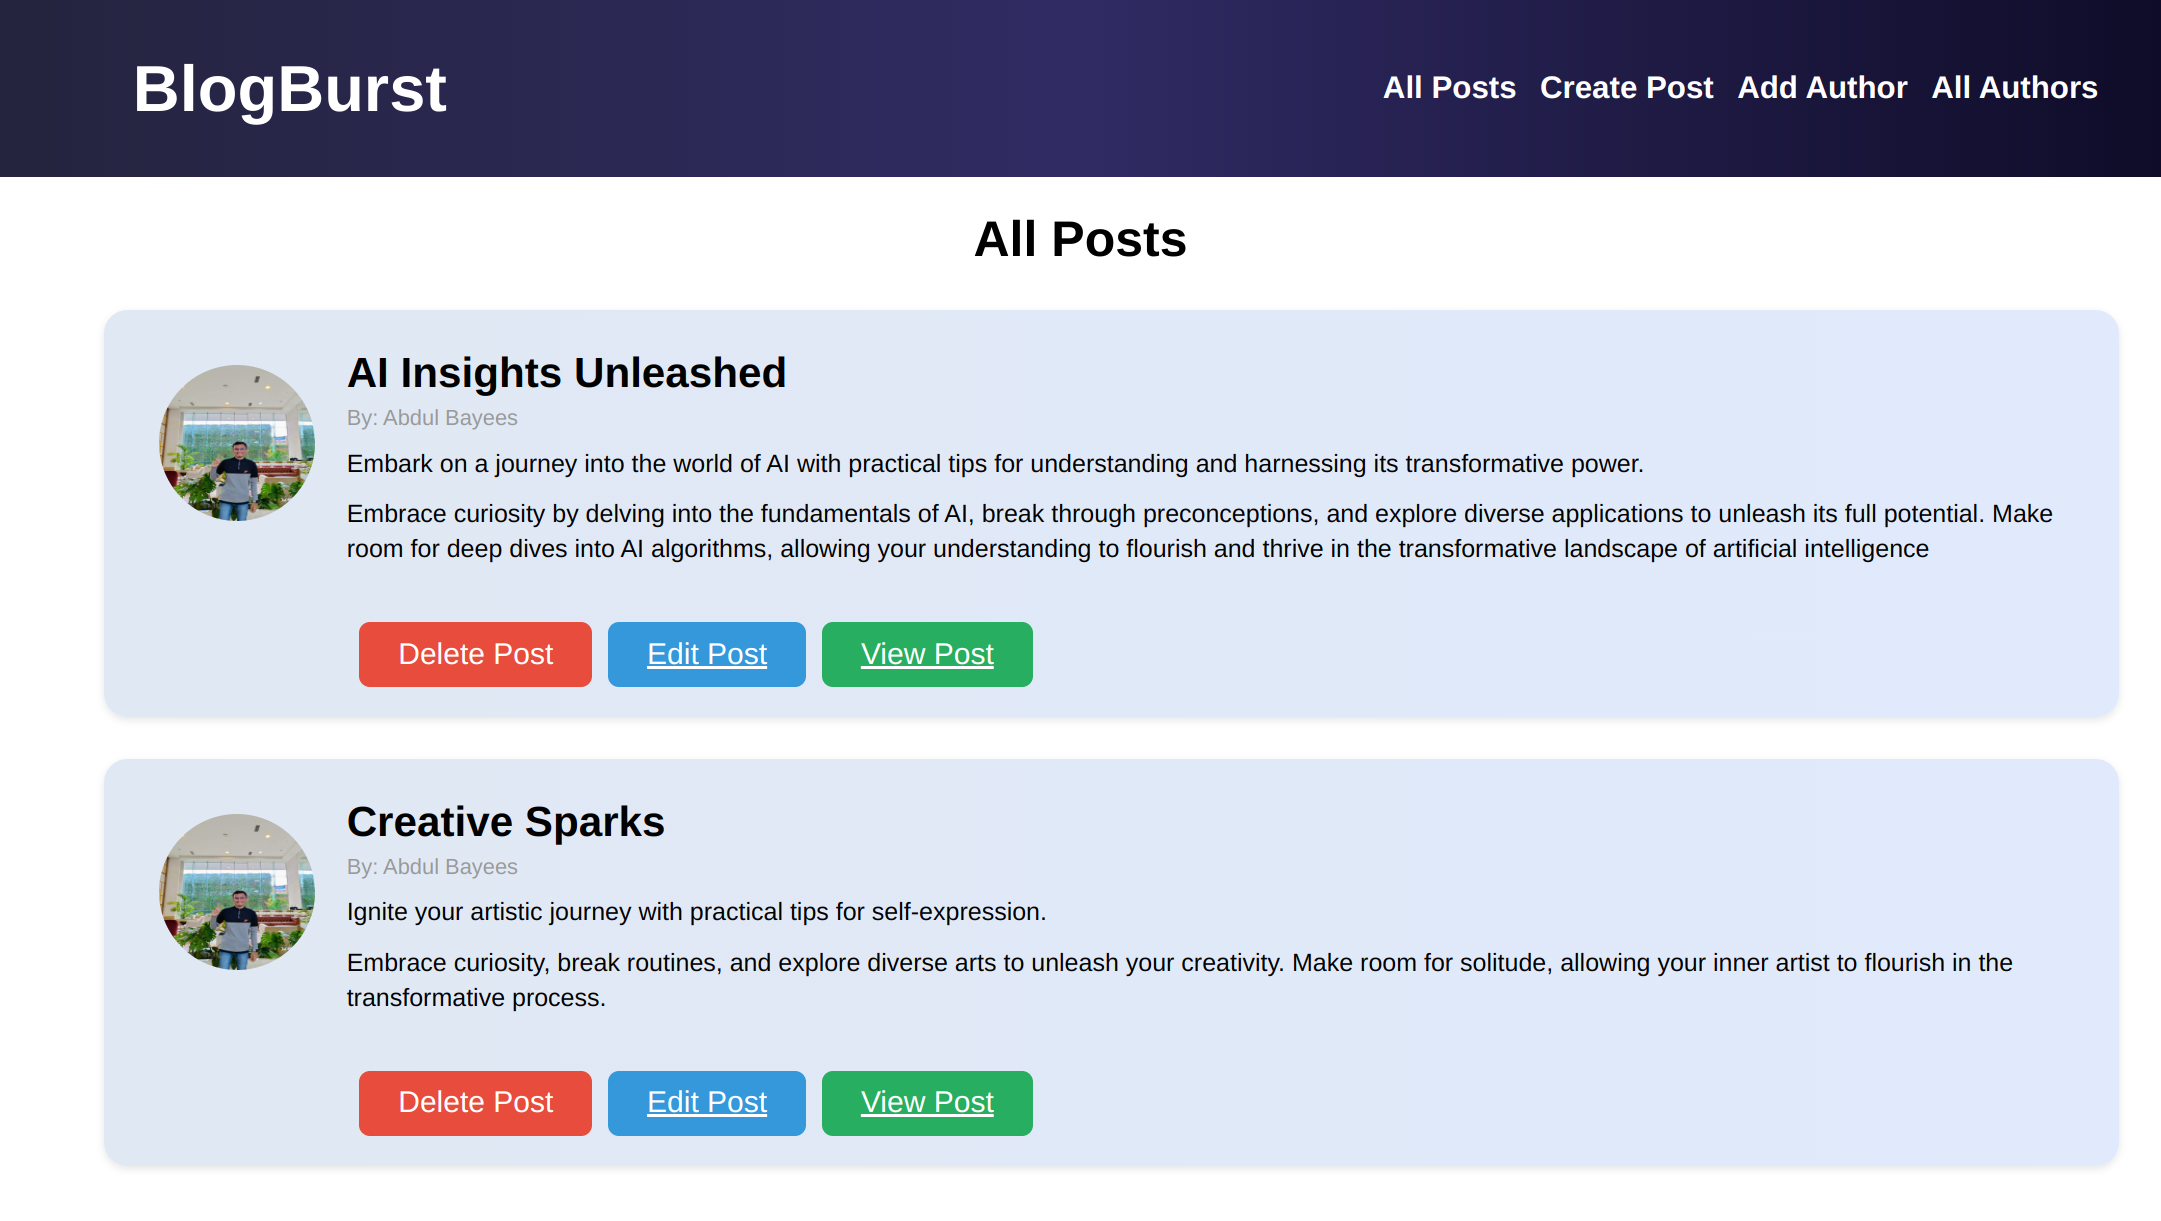 BlogBurst
All Posts Create Post Add Author All Authors
All Posts
AI Insights Unleashed
By: Abdul Bayees
Embark on a journey into the world of AI with practical tips for understanding and harnessing its transformative power.
Embrace curiosity by delving into the fundamentals of AI, break through preconceptions, and explore diverse applications to unleash its full potential. Make
room for deep dives into AI algorithms, allowing your understanding to flourish and thrive in the transformative landscape of artificial intelligence
Delete Post Edit Post View Post
Creative Sparks
By: Abdul Bayees
Ignite your artistic journey with practical tips for self-expression.
Embrace curiosity, break routines, and explore diverse arts to unleash your creativity. Make room for solitude, allowing your inner artist to flourish in the
transformative process.
Delete Post Edit Post View Post